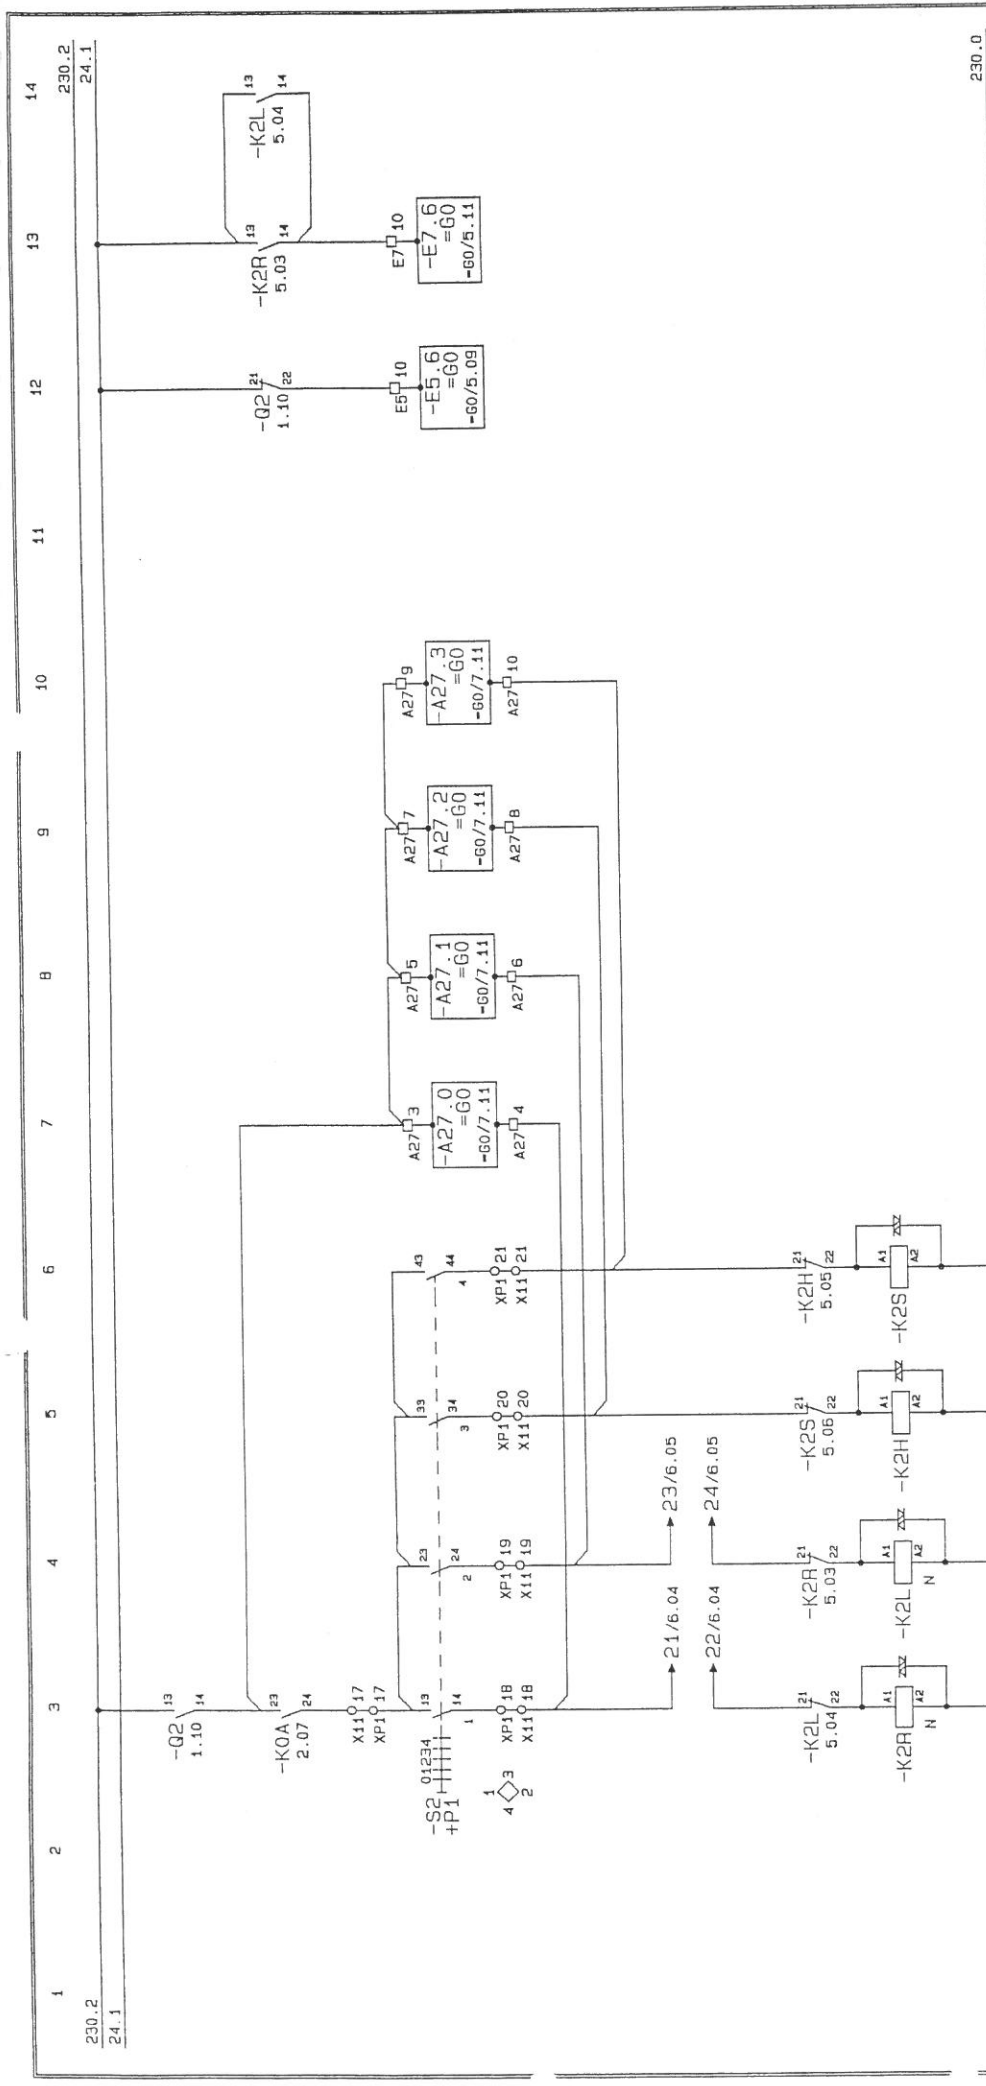 1 2 3 4 5 6 7 8 9 10 11 12 13 14
230.2
24.1
230.2
24.1
-Q2
1.10
13
14
-K0A
2.07
23
24
X11 17
XP1 17
-S2
+P1
01234
13
14
1
23
24
2
33
34
3
43
44
4
1
4 3
2
XP1 18
X11 18
XP1 19
X11 19
XP1 20
X11 20
XP1 21
X11 21
A27 3
-A27.0
=G0
-G0/7.11
A27 4
A27 5
-A27.1
=G0
-G0/7.11
A27 6
A27 7
-A27.2
=G0
-G0/7.11
A27 8
A27 9
-A27.3
=G0
-G0/7.11
A27 10
-Q2
1.10
21
22
E5 10
-E5.6
=G0
-G0/5.09
-K2R
5.03
13
14
-K2L
5.04
13
14
E7 10
-E7.6
=G0
-G0/5.11
21/6.04
23/6.05
22/6.04
24/6.05
-K2L
5.04
21
22
-K2R
5.03
21
22
-K2S
5.06
21
22
-K2H
5.05
21
22
-K2R
A1
A2
N
-K2L
A1
A2
N
-K2H
A1
A2
-K2S
A1
A2
230.0